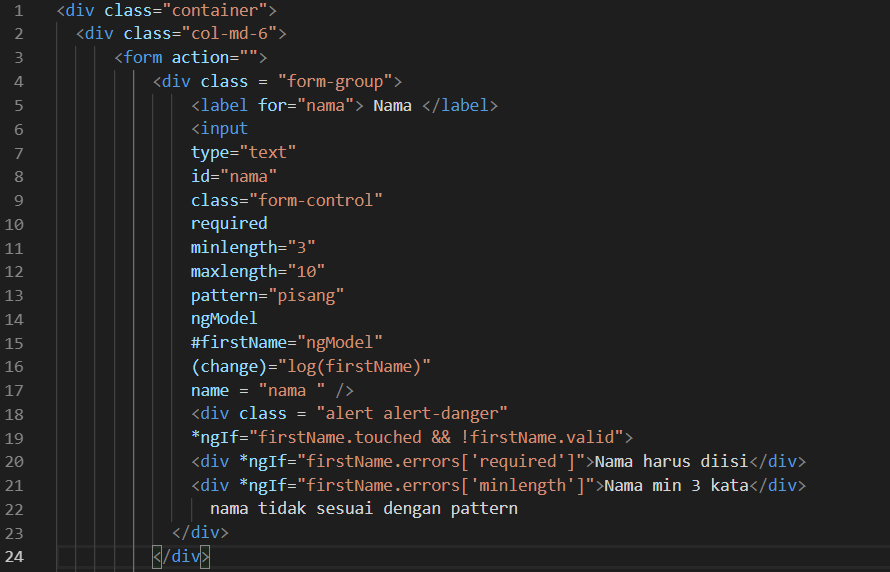 1 <div class="container">
2 <div class="col-md-6">
3 <form action="">
4 <div class = "form-group">
5 <label for="nama"> Nama </label>
6 <input
7 type="text"
8 id="nama"
9 class="form-control"
10 required
11 minlength="3"
12 maxlength="10"
13 pattern="pisang"
14 ngModel
15 #firstName="ngModel"
16 (change)="log(firstName)"
17 name = "nama " />
18 <div class = "alert alert-danger"
19 *ngIf="firstName.touched && !firstName.valid">
20 <div *ngIf="firstName.errors['required']">Nama harus diisi</div>
21 <div *ngIf="firstName.errors['minlength']">Nama min 3 kata</div>
22 nama tidak sesuai dengan pattern
23 </div>
24 </div>